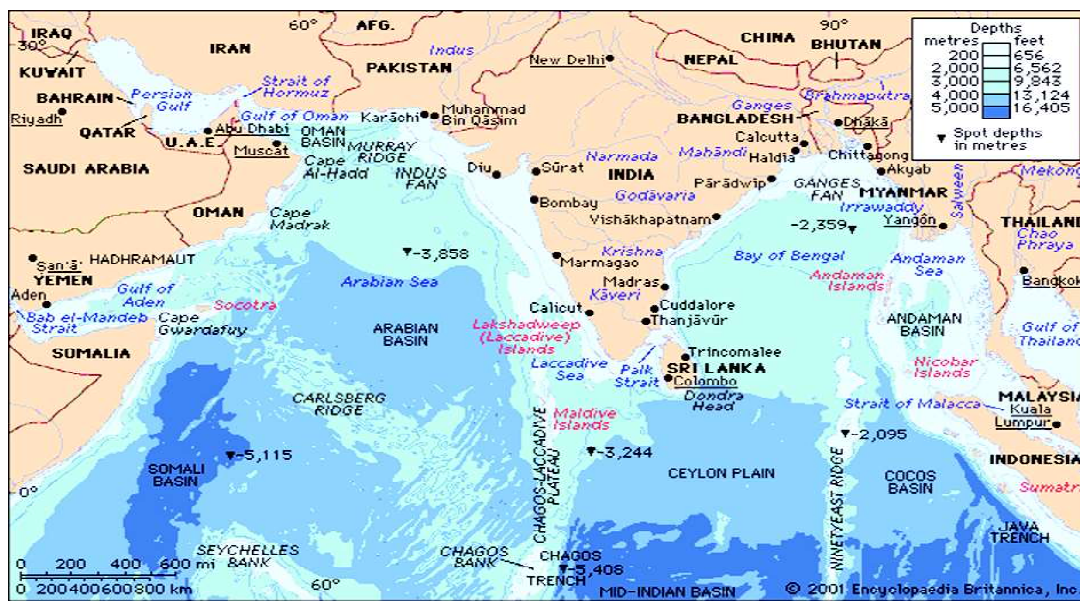 60°
90°
AFG.
CHINA
IRAQ
30°
IRAN
Indus
BHUTAN
Depths
metres feet
200 656
2,000 6,562
3,000 9,843
4,000 13,124
5,000 16,405
Spot depths
in metres
KUWAIT
PAKISTAN
New Delhi
NEPAL
BAHRAIN
Persian
Gulf
Strait of
Hormuz
Ganges
Brahmaputra
Riyadh
QATAR
Abu Dhabi
U.A.E.
Gulf of Oman
Karāchi
Muhammad
Bin Qāsim
BANGLADESH
Dhākā
Muscat
OMAN
BASIN
MURRAY
RIDGE
Calcutta
Haldia
Chittagong
SAUDI ARABIA
Cape
Al-Hadd
INDUS
FAN
Diu
Sūrat
Narmada
INDIA
Mahāndi
Akyab
Mekong
Pārādwip
GANGES
FAN
MYANMAR
Salween
OMAN
Cape
Madrak
Bombay
Godāvaria
Vishākhapatnam
Irrawaddy
-2,359
Yangôn
THAILAND
Chao
Phraya
San'ā'
HADHRAMAUT
-3,858
Marmagao
Krishna
Bay of Bengal
Andaman
Sea
YEMEN
Aden
Gulf of
Aden
Arabian Sea
Madras
Kāveri
Andaman
Islands
Bangkok
Bab el-Mandeb
Strait
Socotra
Cape
Gwardafuy
Calicut
Cuddalore
Thanjāvūr
ANDAMAN
BASIN
Gulf of
Thailand
SOMALIA
ARABIAN
BASIN
Lakshadweep
(Laccadive)
Islands
Laccadive
Sea
Palk
Strait
Trincomalee
SRI LANKA
Colombo
Dondra
Head
Nicobar
Islands
CARLSBERG
RIDGE
Maldive
Islands
Strait of Malacca
MALAYSIA
Kuala
Lumpur
-2,095
SOMALI
BASIN
-5,115
CHAGOS-LACCADIVE
PLATEAU
-3,244
CEYLON PLAIN
NINETYEAST RIDGE
COCOS
BASIN
INDONESIA
Sumatra
0°
JAVA
TRENCH
SEYCHELLES
BANK
CHAGOS
BANK
CHAGOS
TRENCH
-5,408
0 200 400 600
mi
0 200400600800 km
60°
MID-INDIAN BASIN
© 2001 Encyclopaedia Britannica, Inc